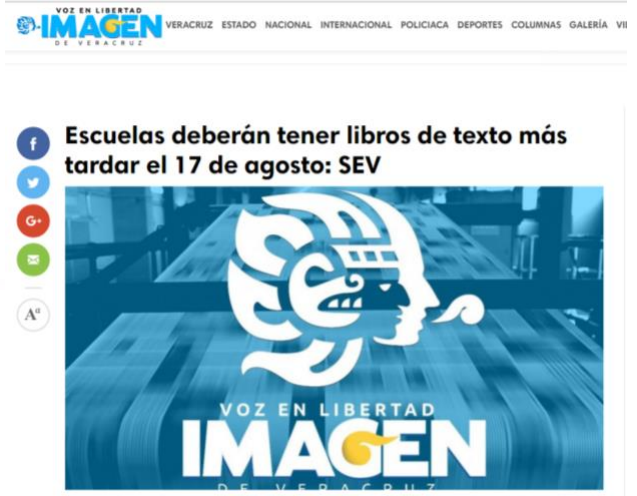 VOZ EN LIBERTAD
IMAGEN
DE VERACRUZ
VERACRUZ ESTADO NACIONAL INTERNACIONAL POLICIACA DEPORTES COLUMNAS GALERÍA
f
G+
Aa
Escuelas deberán tener libros de texto más
tardar el 17 de agosto: SEV
VOZ EN LIBERTAD
IMAGEN
DE VERACRUZ